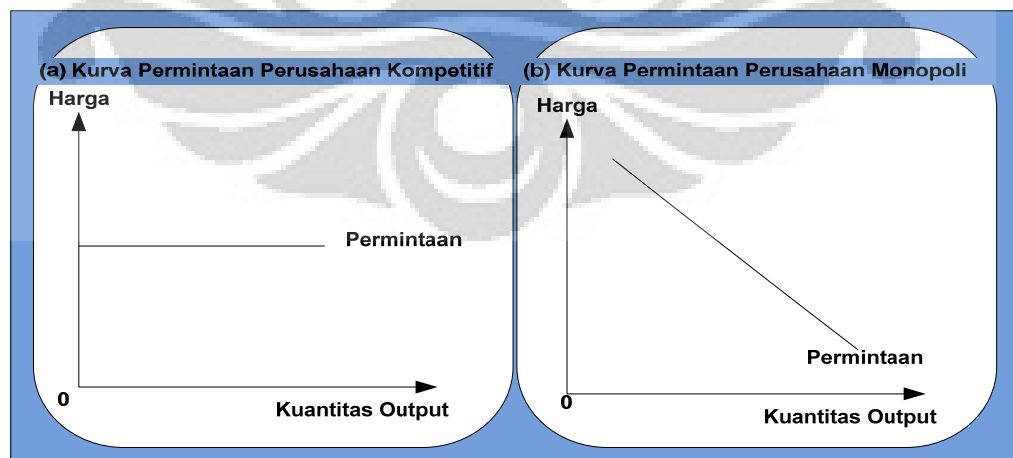 (a) Kurva Permintaan Perusahaan Kompetitif
Harga
Permintaan
0
Kuantitas Output
(b) Kurva Permintaan Perusahaan Monopoli
Harga
Permintaan
0
Kuantitas Output